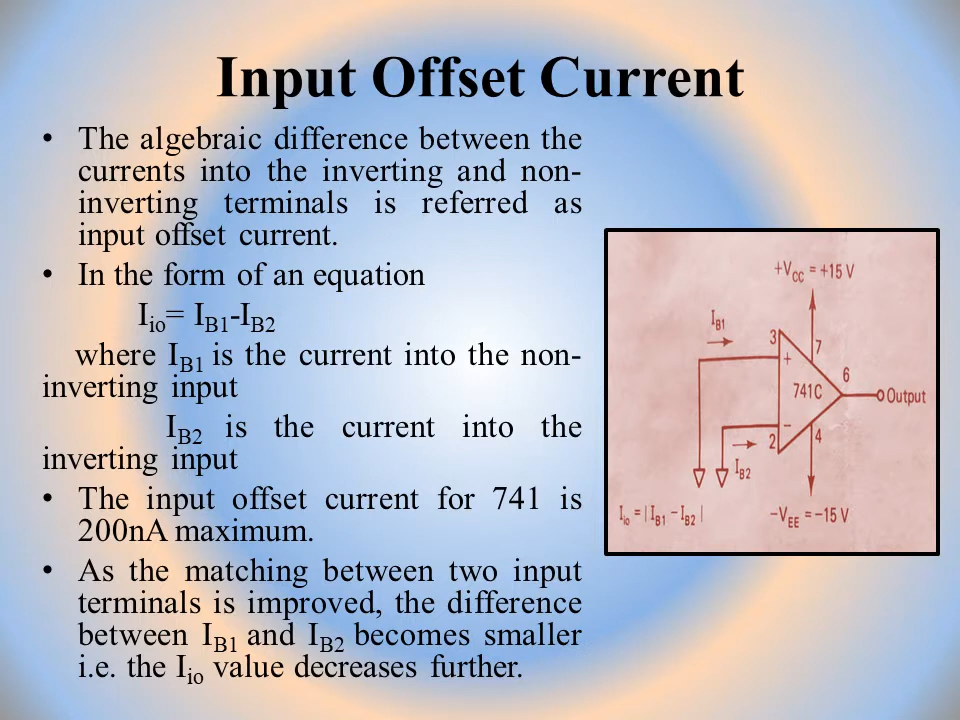 Input Offset Current
• The algebraic difference between the
currents into the inverting and non-
inverting terminals is referred as
input offset current.
• In the form of an equation
Iio= IB1-IB2
where IB1 is the current into the non-
inverting input
IB2 is the current into the
inverting input
• The input offset current for 741 is
200nA maximum.
• As the matching between two input
terminals is improved, the difference
between IB1 and IB2 becomes smaller
i.e. the Iio value decreases further.
+VCC = +15 V
IB1
3
7
+
6
741C
Output
−
2
4
IB2
Iio = | IB1 − IB2 |
−VEE = −15 V